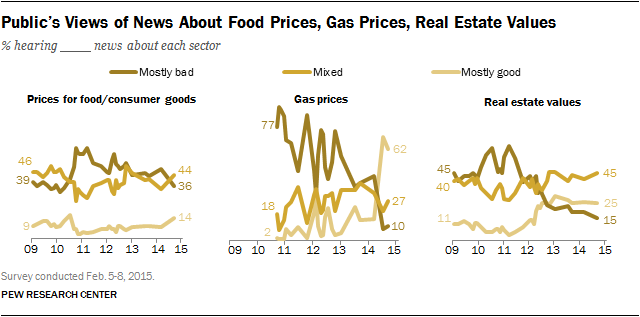 Public's Views of News About Food Prices, Gas Prices, Real Estate Values
% hearing ____ news about each sector
Mostly bad Mixed Mostly good
Prices for food/consumer goods
46
39
9
44
36
14
09 10 11 12 13 14 15
Gas prices
77
18
2
62
27
10
09 10 11 12 13 14 15
Real estate values
45
40
11
45
25
15
09 10 11 12 13 14 15
Survey conducted Feb. 5-8, 2015.
PEW RESEARCH CENTER